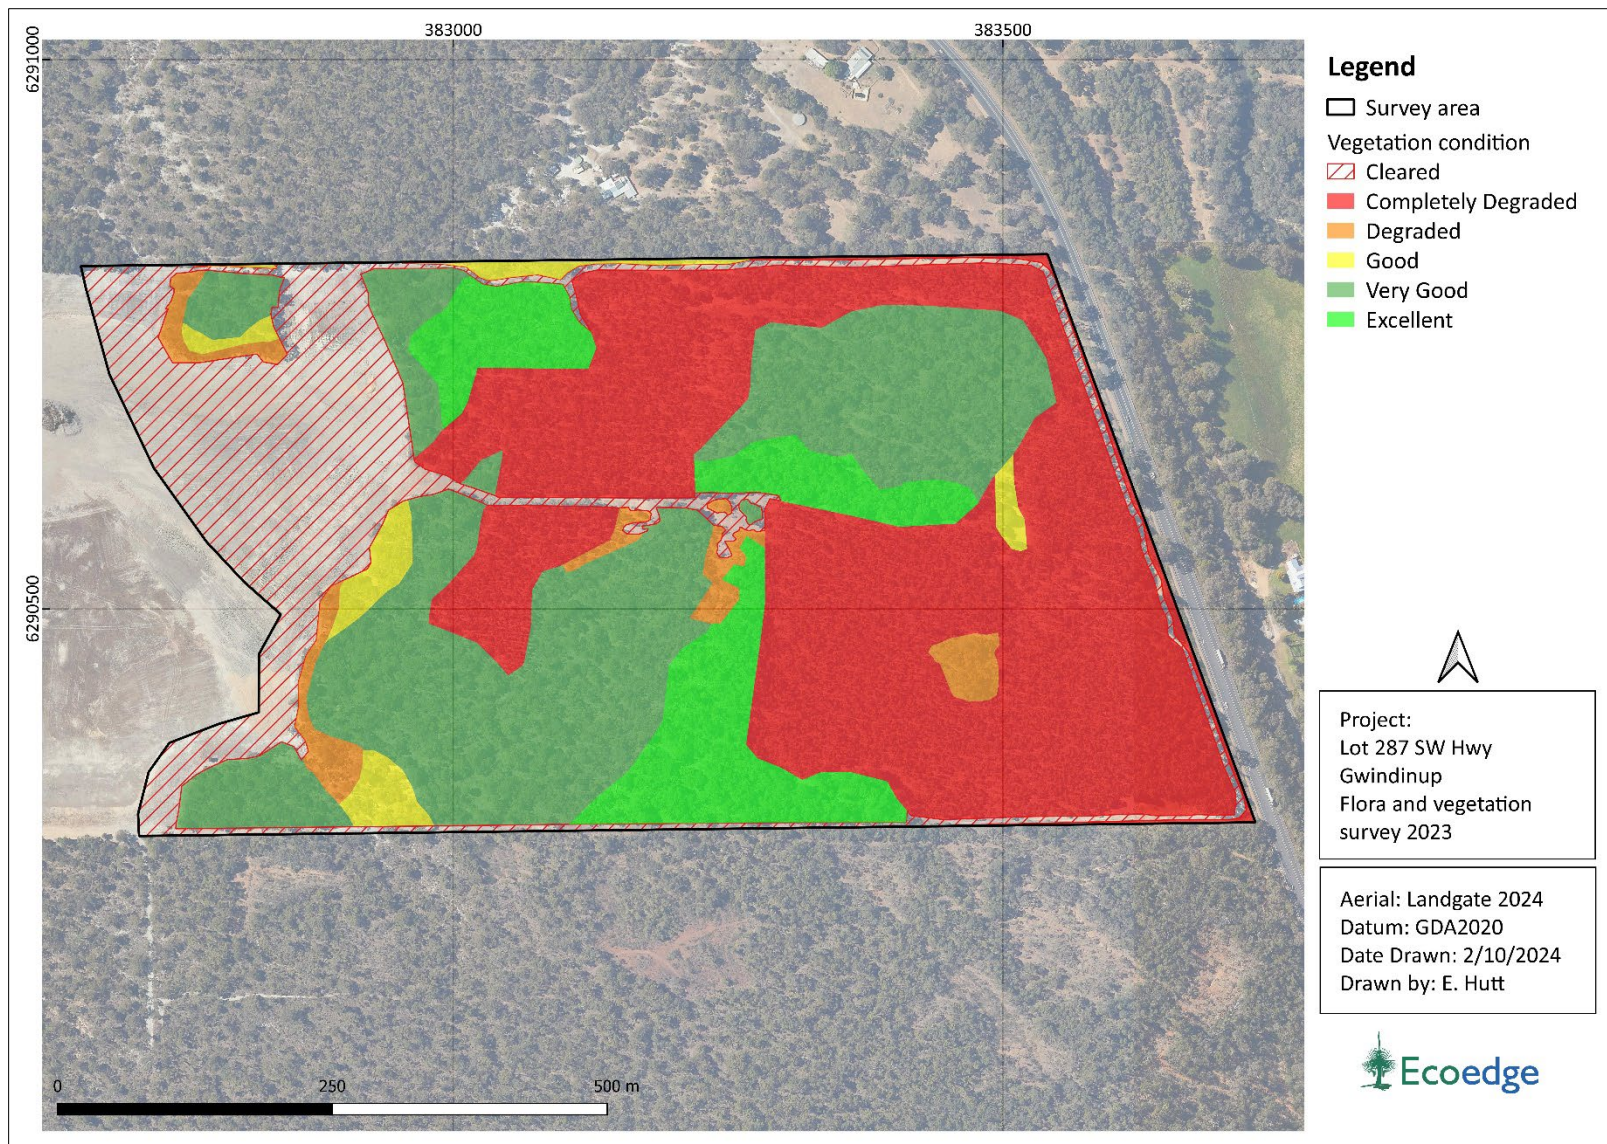 383000
383500
6291000
6290500
0
250
500 m
Legend
Survey area
Vegetation condition
Cleared
Completely Degraded
Degraded
Good
Very Good
Excellent
Project:
Lot 287 SW Hwy
Gwindinup
Flora and vegetation
survey 2023
Aerial: Landgate 2024
Datum: GDA2020
Date Drawn: 2/10/2024
Drawn by: E. Hutt
Ecoedge